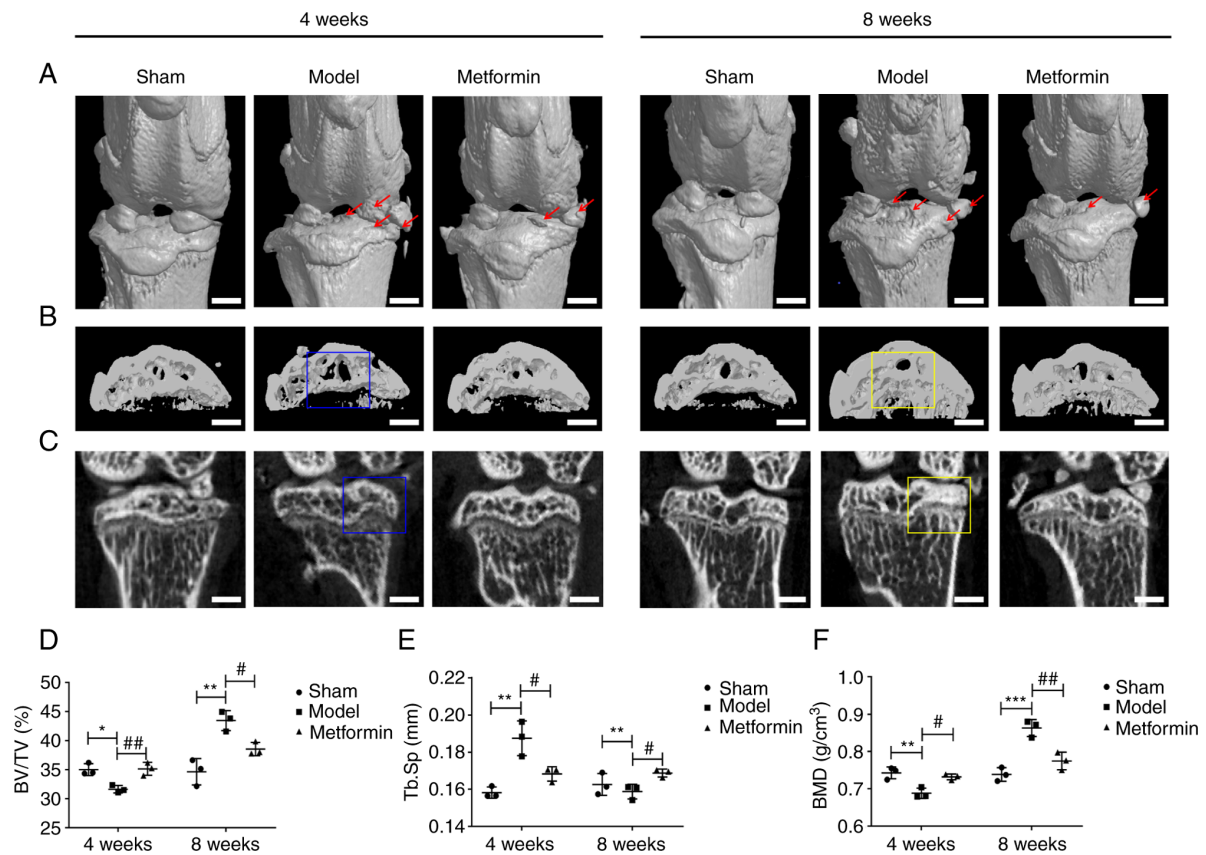 4 weeks 8 weeks
A
Sham Model Metformin Sham Model Metformin
B
C
D E F
50
45
40
35
30
25
BV/TV (%)
* ## ** #
Sham
Model
Metformin
4 weeks 8 weeks
0.22
0.20
0.18
0.16
0.14
Tb.Sp (mm)
** # ** #
Sham
Model
Metformin
4 weeks 8 weeks
1.0
0.9
0.8
0.7
0.6
BMD (g/cm³)
** # *** ##
Sham
Model
Metformin
4 weeks 8 weeks